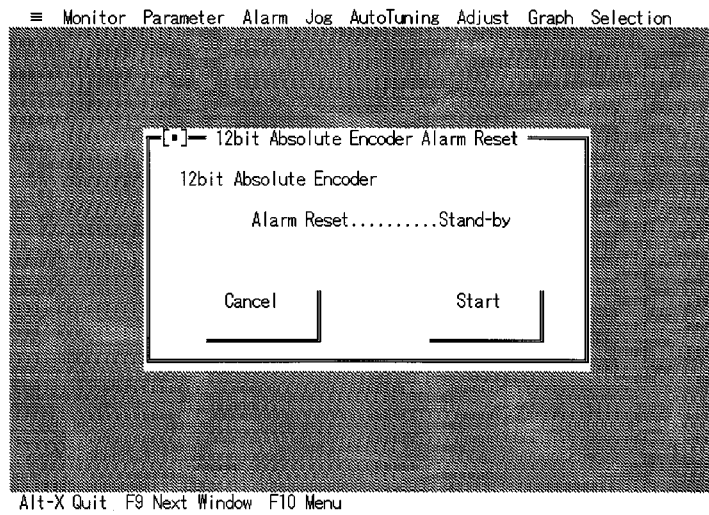 ≡ Monitor Parameter Alarm Jog AutoTuning Adjust Graph Selection
[▪] 12bit Absolute Encoder Alarm Reset
12bit Absolute Encoder
Alarm Reset..........Stand-by
Cancel Start
Alt-X Quit F9 Next Window F10 Menu